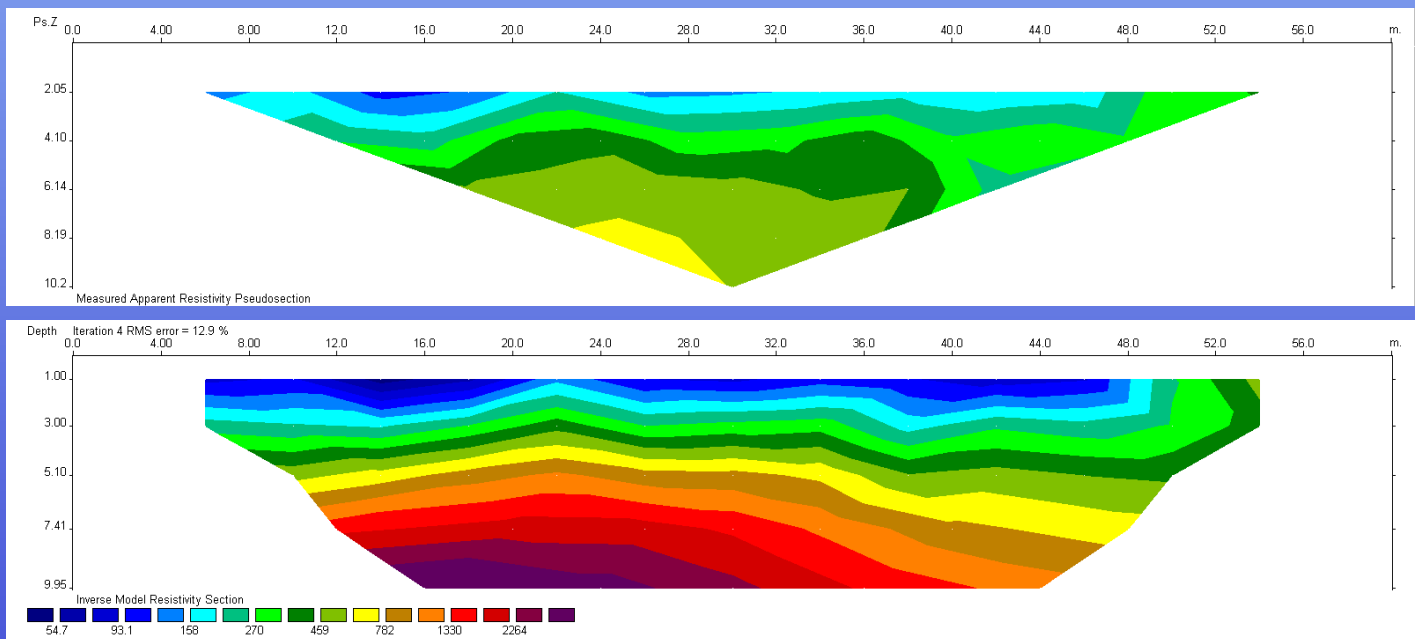 Ps.Z 0.0 4.00 8.00 12.0 16.0 20.0 24.0 28.0 32.0 36.0 40.0 44.0 48.0 52.0 56.0 m.
2.05
4.10
6.14
8.19
10.2
Measured Apparent Resistivity Pseudosection
Depth Iteration 4 RMS error = 12.9 %
0.0 4.00 8.00 12.0 16.0 20.0 24.0 28.0 32.0 36.0 40.0 44.0 48.0 52.0 56.0 m.
1.00
3.00
5.10
7.41
9.95
Inverse Model Resistivity Section
54.7 93.1 158 270 459 782 1330 2264